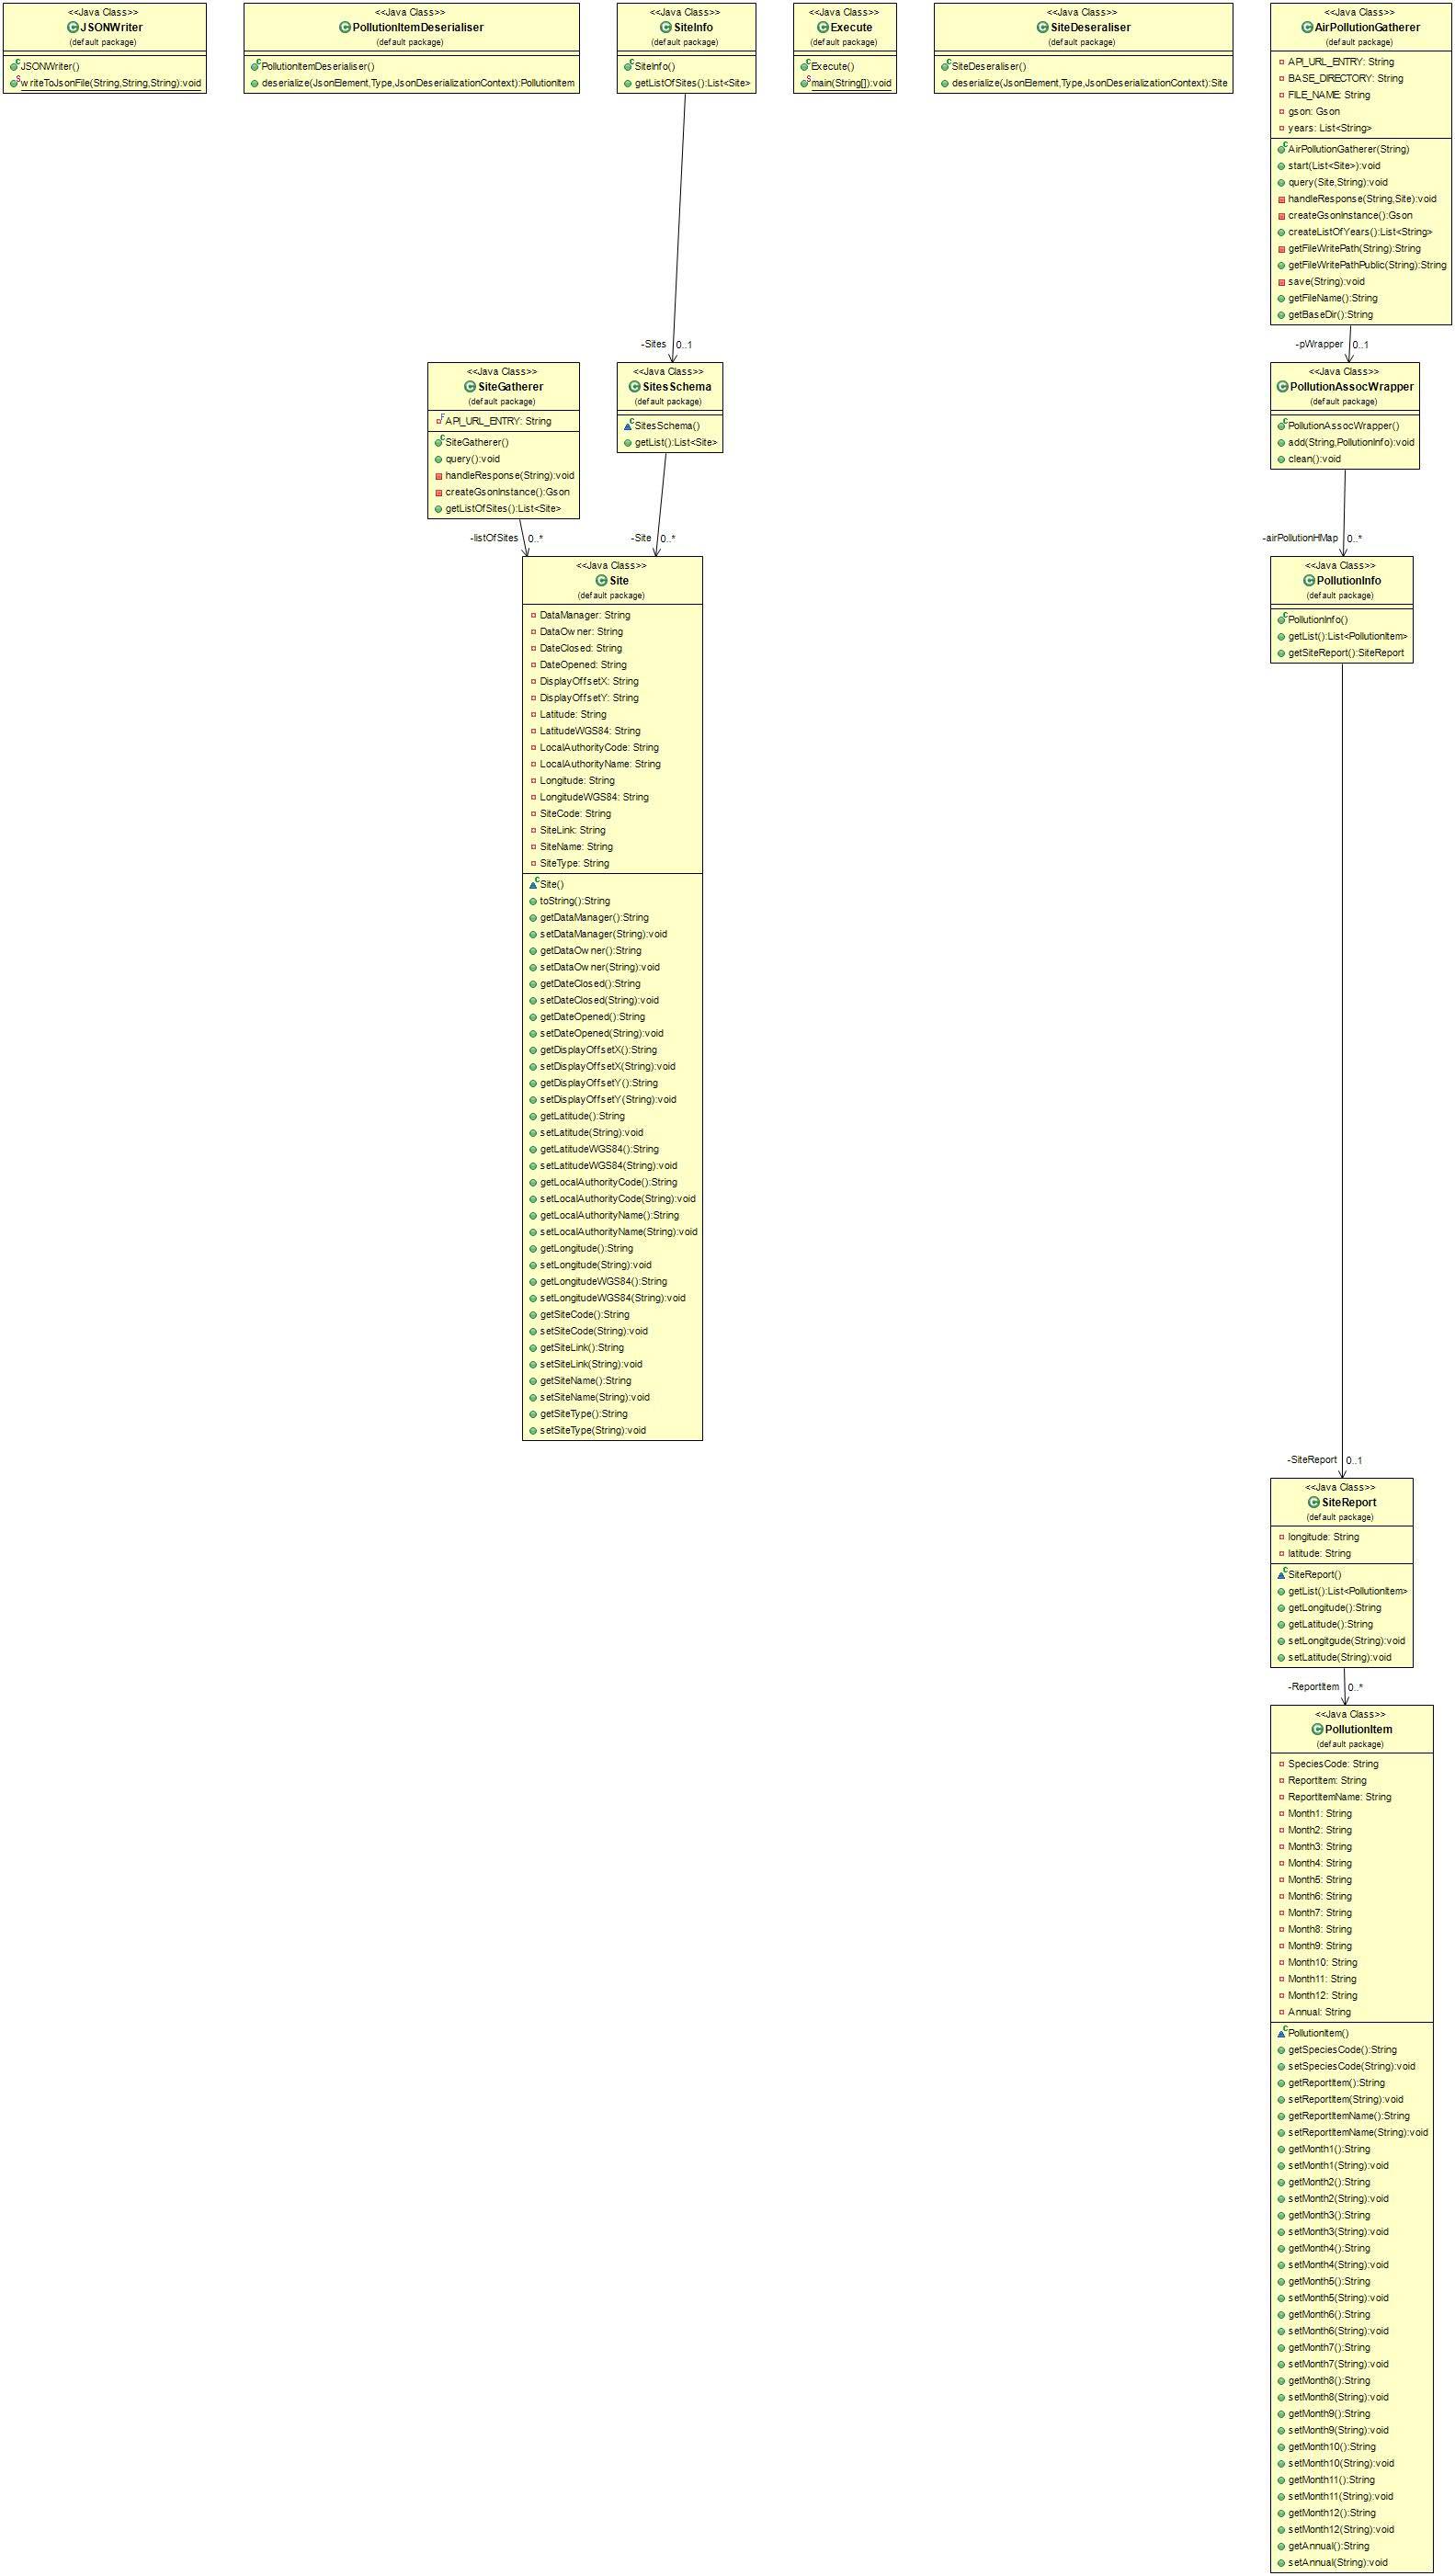 <<Java Class>>
JSONWriter
(default package)
JSONWriter()
writeToJsonFile(String,String,String):void
<<Java Class>>
PollutionItemDeserialiser
(default package)
PollutionItemDeserialiser()
deserialize(JsonElement,Type,JsonDeserializationContext):PollutionItem
<<Java Class>>
SiteInfo
(default package)
SiteInfo()
getListOfSites():List<Site>
<<Java Class>>
Execute
(default package)
Execute()
main(String[]):void
<<Java Class>>
SiteDeseraliser
(default package)
SiteDeseraliser()
deserialize(JsonElement,Type,JsonDeserializationContext):Site
<<Java Class>>
AirPollutionGatherer
(default package)
API_URL_ENTRY: String
BASE_DIRECTORY: String
FILE_NAME: String
gson: Gson
years: List<String>
AirPollutionGatherer(String)
start(List<Site>):void
query(Site,String):void
handleResponse(String,Site):void
createGsonInstance():Gson
createListOfYears():List<String>
getFileWritePath(String):String
getFileWritePathPublic(String):String
save(String):void
getFileName():String
getBaseDir():String
-Sites 0..1
-pWrapper 0..1
<<Java Class>>
SiteGatherer
(default package)
API_URL_ENTRY: String
SiteGatherer()
query():void
handleResponse(String):void
createGsonInstance():Gson
getListOfSites():List<Site>
<<Java Class>>
SitesSchema
(default package)
SitesSchema()
getList():List<Site>
<<Java Class>>
PollutionAssocWrapper
(default package)
PollutionAssocWrapper()
add(String,PollutionInfo):void
clean():void
-listOfSites 0..*
-Site 0..*
-airPollutionHMap 0..*
<<Java Class>>
Site
(default package)
DataManager: String
DataOwner: String
DateClosed: String
DateOpened: String
DisplayOffsetX: String
DisplayOffsetY: String
Latitude: String
LatitudeWGS84: String
LocalAuthorityCode: String
LocalAuthorityName: String
Longitude: String
LongitudeWGS84: String
SiteCode: String
SiteLink: String
SiteName: String
SiteType: String
Site()
toString():String
getDataManager():String
setDataManager(String):void
getDataOwner():String
setDataOwner(String):void
getDateClosed():String
setDateClosed(String):void
getDateOpened():String
setDateOpened(String):void
getDisplayOffsetX():String
setDisplayOffsetX(String):void
getDisplayOffsetY():String
setDisplayOffsetY(String):void
getLatitude():String
setLatitude(String):void
getLatitudeWGS84():String
setLatitudeWGS84(String):void
getLocalAuthorityCode():String
setLocalAuthorityCode(String):void
getLocalAuthorityName():String
setLocalAuthorityName(String):void
getLongitude():String
setLongitude(String):void
getLongitudeWGS84():String
setLongitudeWGS84(String):void
getSiteCode():String
setSiteCode(String):void
getSiteLink():String
setSiteLink(String):void
getSiteName():String
setSiteName(String):void
getSiteType():String
setSiteType(String):void
<<Java Class>>
PollutionInfo
(default package)
PollutionInfo()
getList():List<PollutionItem>
getSiteReport():SiteReport
-SiteReport 0..1
<<Java Class>>
SiteReport
(default package)
longitude: String
latitude: String
SiteReport()
getList():List<PollutionItem>
getLongitude():String
getLatitude():String
setLongitgude(String):void
setLatitude(String):void
-ReportItem 0..*
<<Java Class>>
PollutionItem
(default package)
SpeciesCode: String
ReportItem: String
ReportItemName: String
Month1: String
Month2: String
Month3: String
Month4: String
Month5: String
Month6: String
Month7: String
Month8: String
Month9: String
Month10: String
Month11: String
Month12: String
Annual: String
PollutionItem()
getSpeciesCode():String
setSpeciesCode(String):void
getReportItem():String
setReportItem(String):void
getReportItemName():String
setReportItemName(String):void
getMonth1():String
setMonth1(String):void
getMonth2():String
setMonth2(String):void
getMonth3():String
setMonth3(String):void
getMonth4():String
setMonth4(String):void
getMonth5():String
setMonth5(String):void
getMonth6():String
setMonth6(String):void
getMonth7():String
setMonth7(String):void
getMonth8():String
setMonth8(String):void
getMonth9():String
setMonth9(String):void
getMonth10():String
setMonth10(String):void
getMonth11():String
setMonth11(String):void
getMonth12():String
setMonth12(String):void
getAnnual():String
setAnnual(String):void